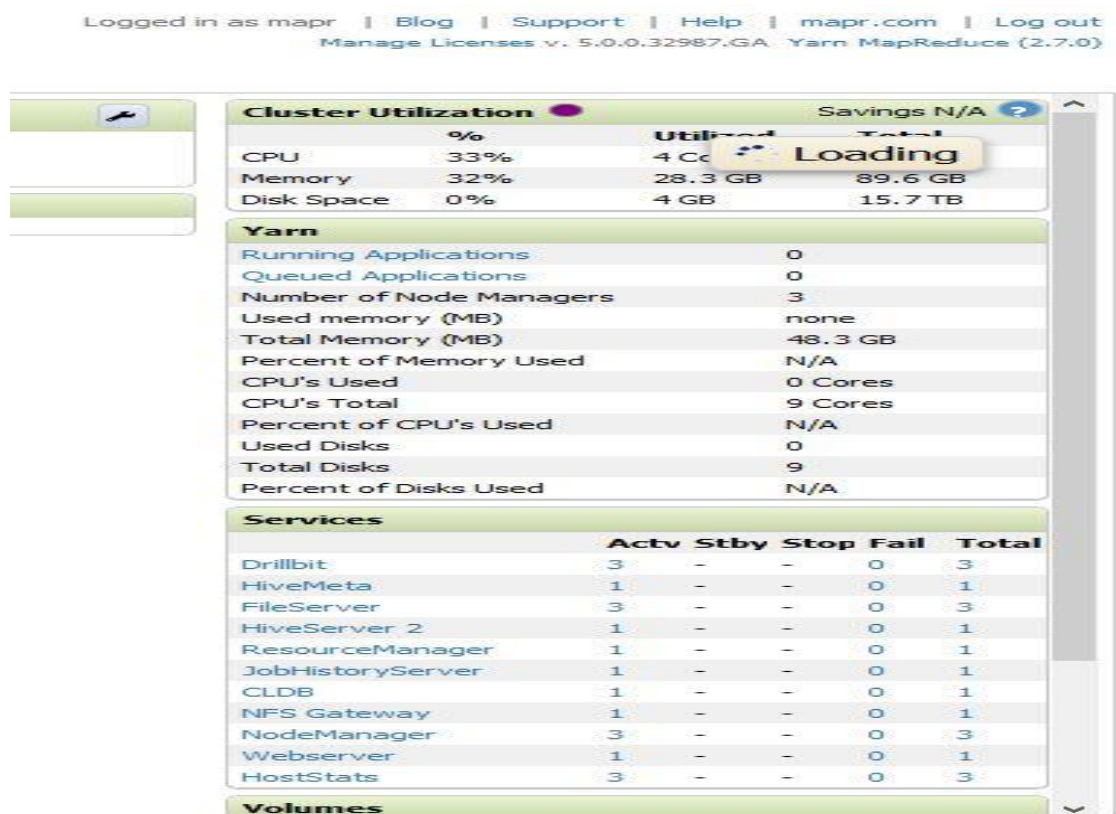 Logged in as mapr | Blog | Support | Help | mapr.com | Log out
Manage Licenses v. 5.0.0.32987.GA Yarn MapReduce (2.7.0)
Cluster Utilization Savings N/A ?
% Utilized Total
CPU 33% 4 Loading
Memory 32% 28.3 GB 89.6 GB
Disk Space 0% 4 GB 15.7 TB
Yarn
Running Applications 0
Queued Applications 0
Number of Node Managers 3
Used memory (MB) none
Total Memory (MB) 48.3 GB
Percent of Memory Used N/A
CPU's Used 0 Cores
CPU's Total 9 Cores
Percent of CPU's Used N/A
Used Disks 0
Total Disks 9
Percent of Disks Used N/A
Services
Actv Stby Stop Fail Total
Drillbit 3 - - 0 3
HiveMeta 1 - - 0 1
FileServer 3 - - 0 3
HiveServer 2 1 - - 0 1
ResourceManager 1 - - 0 1
JobHistoryServer 1 - - 0 1
CLDB 1 - - 0 1
NFS Gateway 1 - - 0 1
NodeManager 3 - - 0 3
Webserver 1 - - 0 1
HostStats 3 - - 0 3
Volumes